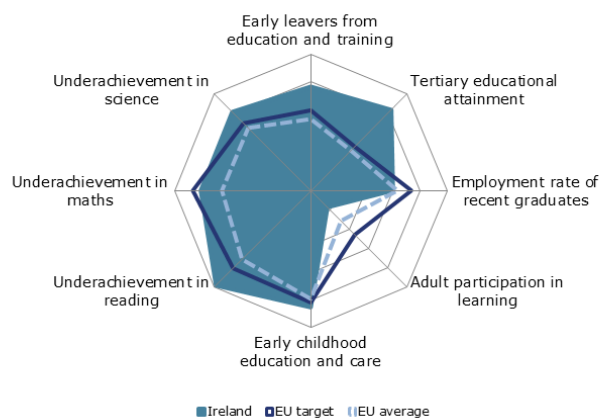 Early leavers from
education and training
Tertiary educational
attainment
Employment rate of
recent graduates
Adult participation in
learning
Early childhood
education and care
Underachievement in
reading
Underachievement in
maths
Underachievement in
science
Ireland EU target EU average